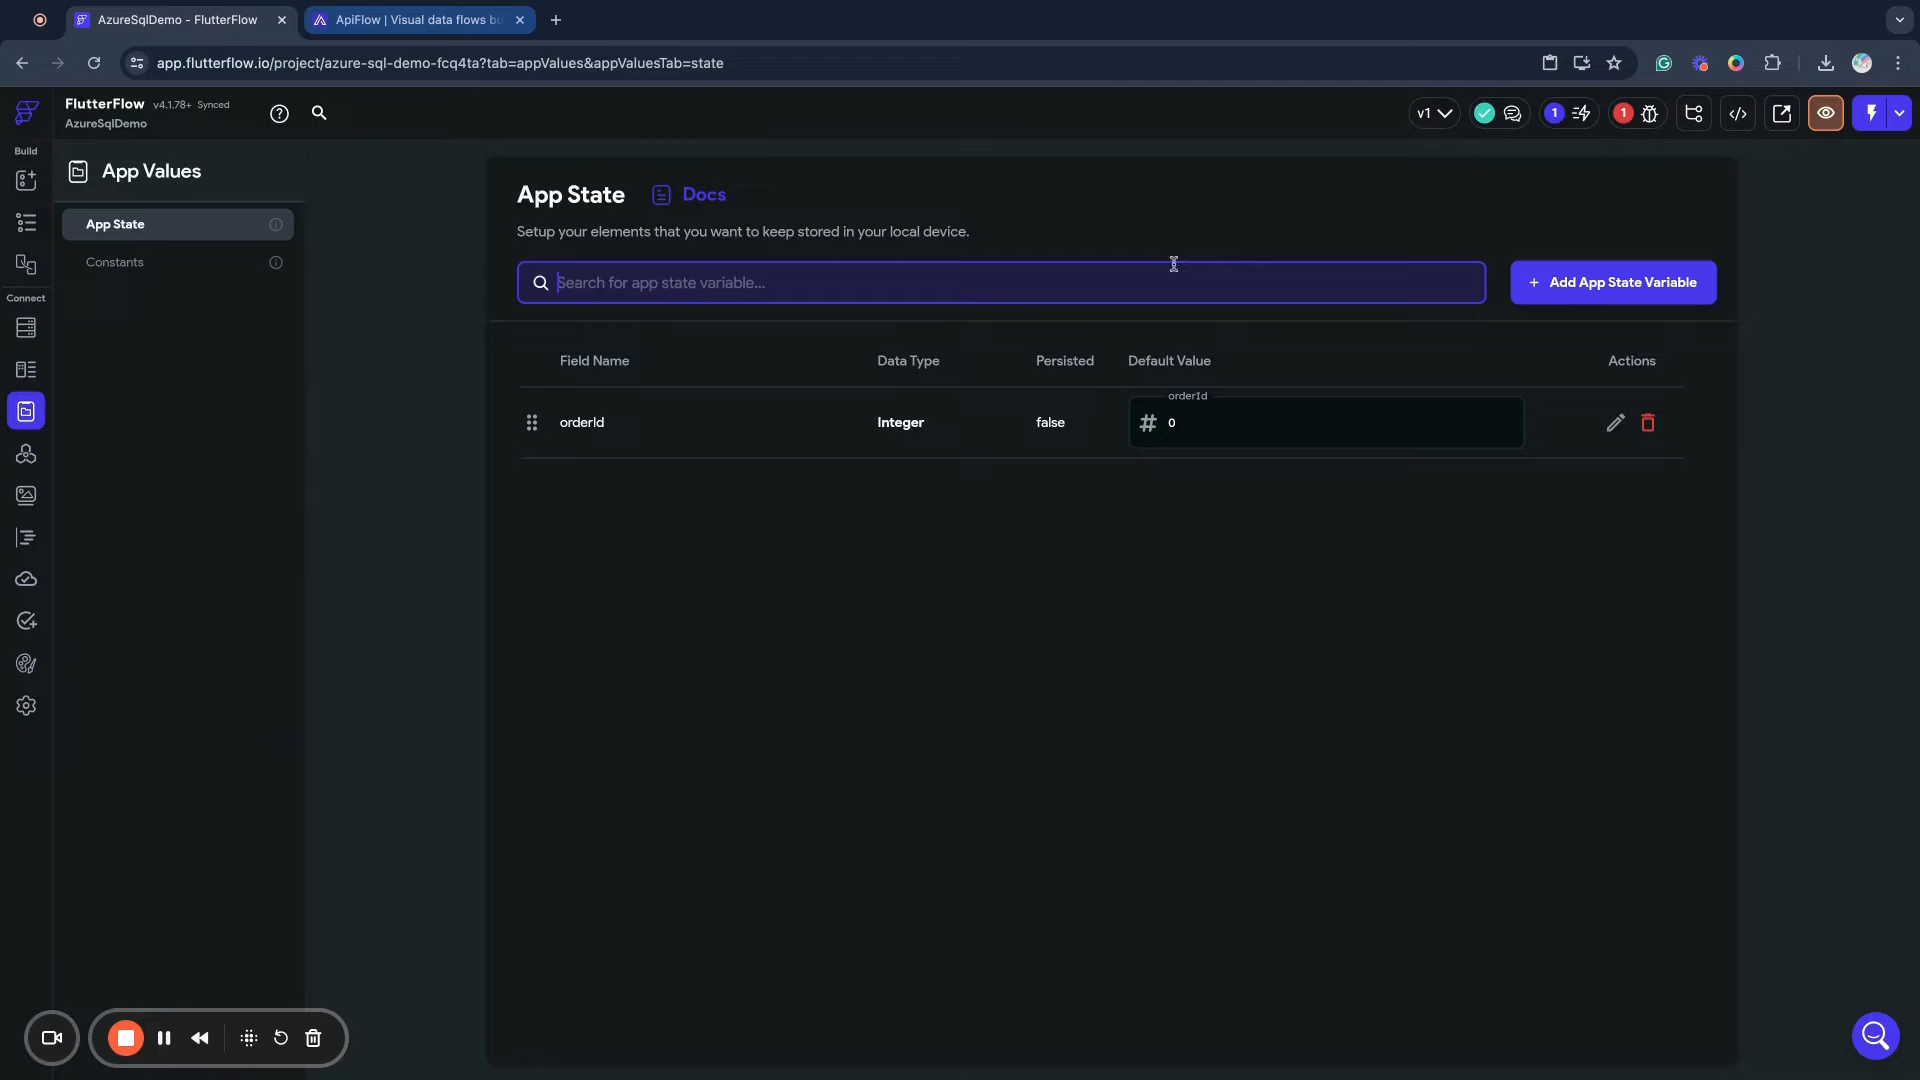 AzureSqlDemo - FlutterFlow
ApiFlow | Visual data flows bu
app.flutterflow.io/project/azure-sql-demo-fcq4ta?tab=appValues&appValuesTab=state
FlutterFlow v4.1.78+ Synced
AzureSqlDemo
v1
1
1
Build
App Values
App State
Constants
Connect
App State
Docs
Setup your elements that you want to keep stored in your local device.
Search for app state variable...
+ Add App State Variable
Field Name Data Type Persisted Default Value Actions
orderId
orderId Integer false # 0